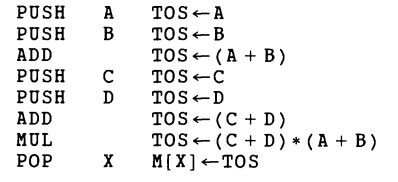 PUSH A TOS←A
PUSH B TOS←B
ADD TOS←(A + B)
PUSH C TOS←C
PUSH D TOS←D
ADD TOS←(C + D)
MUL TOS←(C + D)*(A + B)
POP X M[X]←TOS